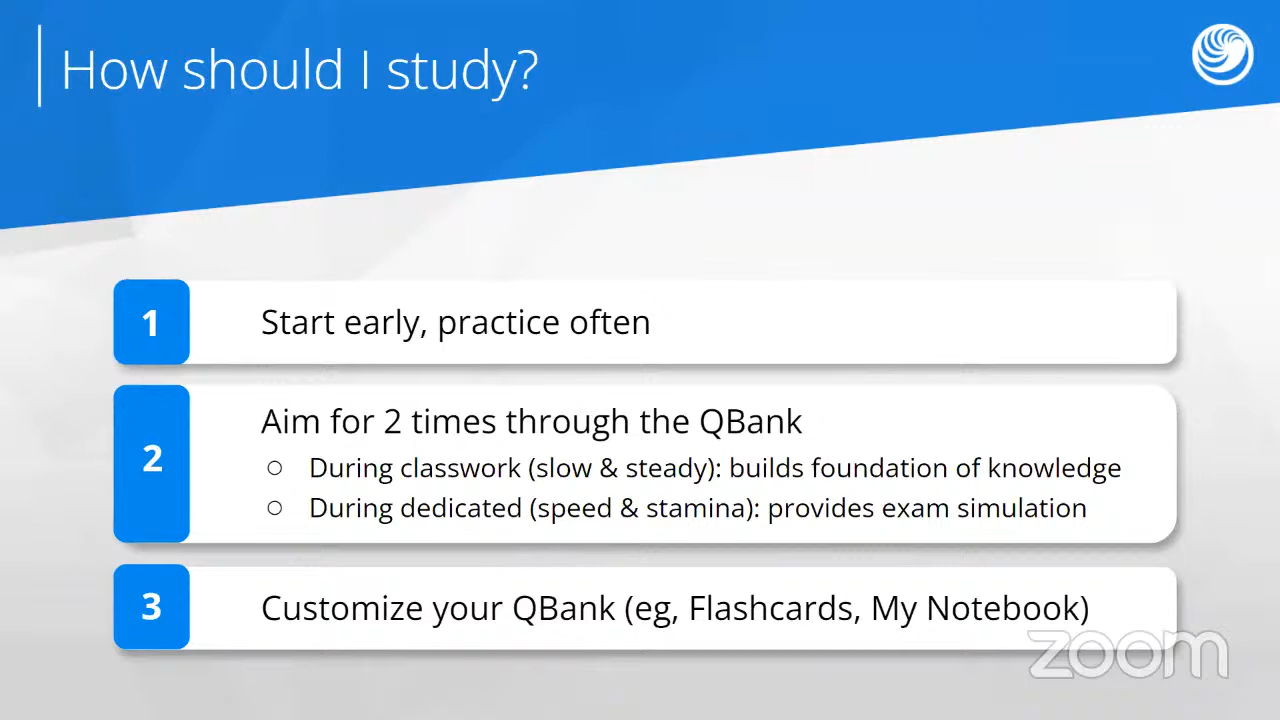 How should I study?
1
Start early, practice often
2
Aim for 2 times through the QBank
○ During classwork (slow & steady): builds foundation of knowledge
○ During dedicated (speed & stamina): provides exam simulation
3
Customize your QBank (eg, Flashcards, My Notebook)
zoom